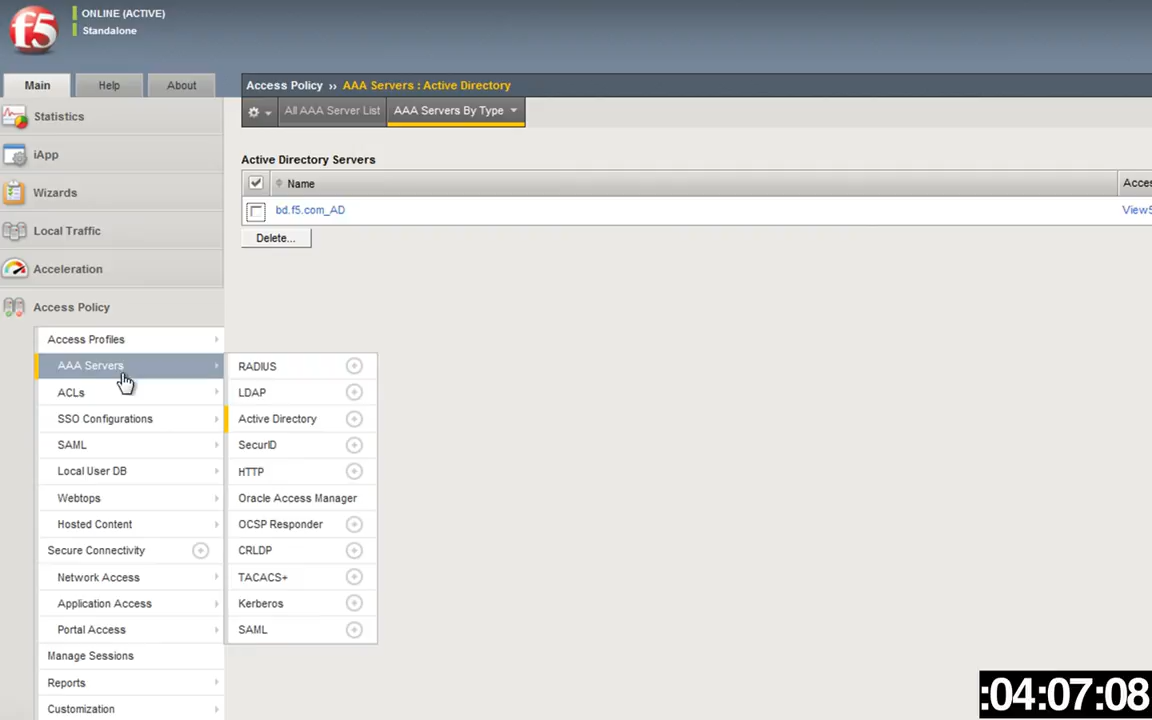 f5
ONLINE (ACTIVE)
Standalone
Main
Help
About
Access Policy ›› AAA Servers : Active Directory
All AAA Server List
AAA Servers By Type
Statistics
iApp
Wizards
Local Traffic
Acceleration
Access Policy
Active Directory Servers
Name
Acces
bd.f5.com_AD
Delete...
Access Profiles
AAA Servers
ACLs
SSO Configurations
SAML
Local User DB
Webtops
Hosted Content
Secure Connectivity
Network Access
Application Access
Portal Access
Manage Sessions
Reports
Customization
RADIUS
LDAP
Active Directory
SecurID
HTTP
Oracle Access Manager
OCSP Responder
CRLDP
TACACS+
Kerberos
SAML
:04:07:08